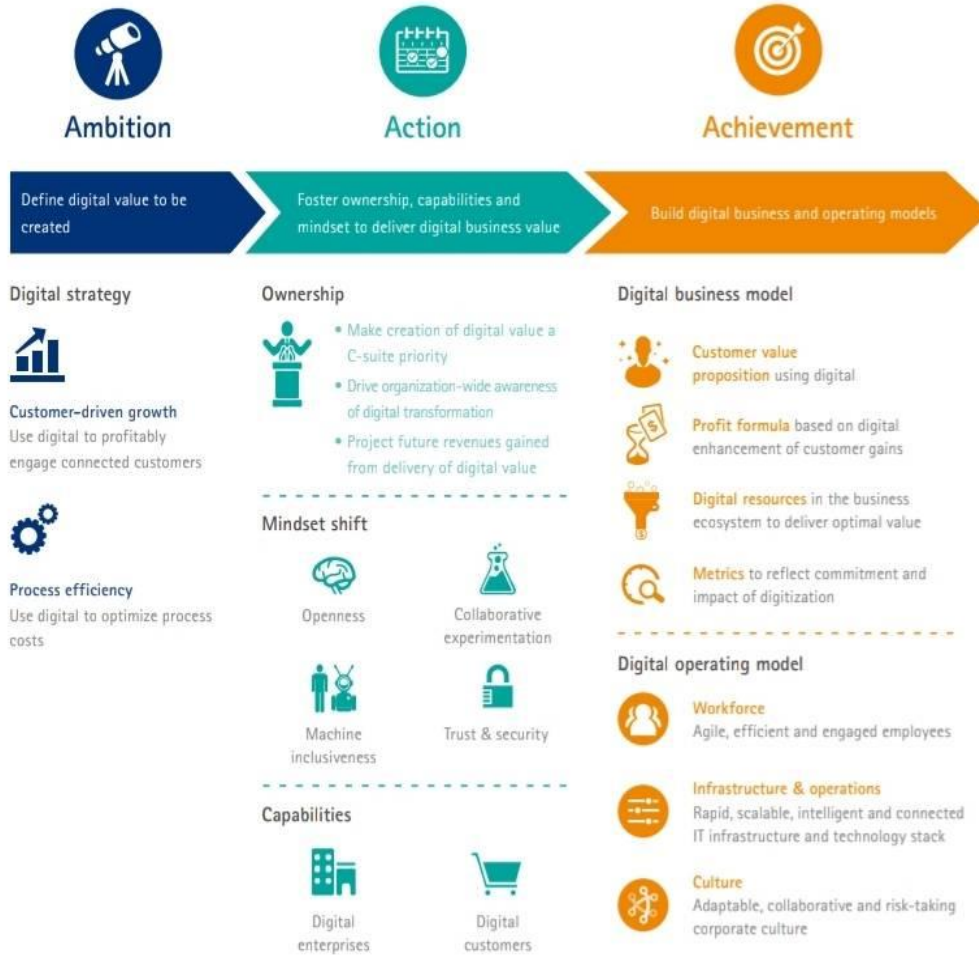 Ambition
Action
Achievement
Define digital value to be
created
Foster ownership, capabilities and
mindset to deliver digital business value
Build digital business and operating models
Digital strategy
Customer-driven growth
Use digital to profitably
engage connected customers
Process efficiency
Use digital to optimize process
costs
Ownership
• Make creation of digital value a
C-suite priority
• Drive organization-wide awareness
of digital transformation
• Project future revenues gained
from delivery of digital value
Mindset shift
Openness
Collaborative
experimentation
Machine
inclusiveness
Trust & security
Capabilities
Digital
enterprises
Digital
customers
Digital business model
Customer value
proposition using digital
Profit formula based on digital
enhancement of customer gains
Digital resources in the business
ecosystem to deliver optimal value
Metrics to reflect commitment and
impact of digitization
Digital operating model
Workforce
Agile, efficient and engaged employees
Infrastructure & operations
Rapid, scalable, intelligent and connected
IT infrastructure and technology stack
Culture
Adaptable, collaborative and risk-taking
corporate culture